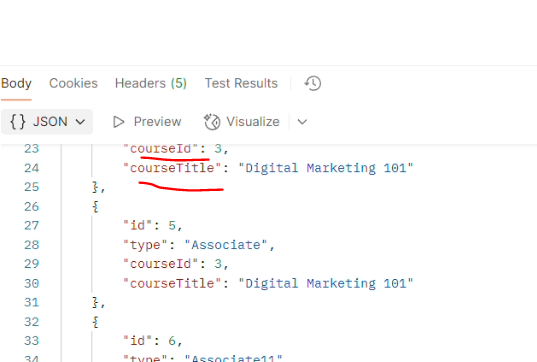 Body Cookies Headers (5) Test Results
{} JSON Preview Visualize
23 "courseId": 3,
24 "courseTitle": "Digital Marketing 101"
25 },
26 {
27 "id": 5,
28 "type": "Associate",
29 "courseId": 3,
30 "courseTitle": "Digital Marketing 101"
31 },
32 {
33 "id": 6,
34 "type": "Associate11"